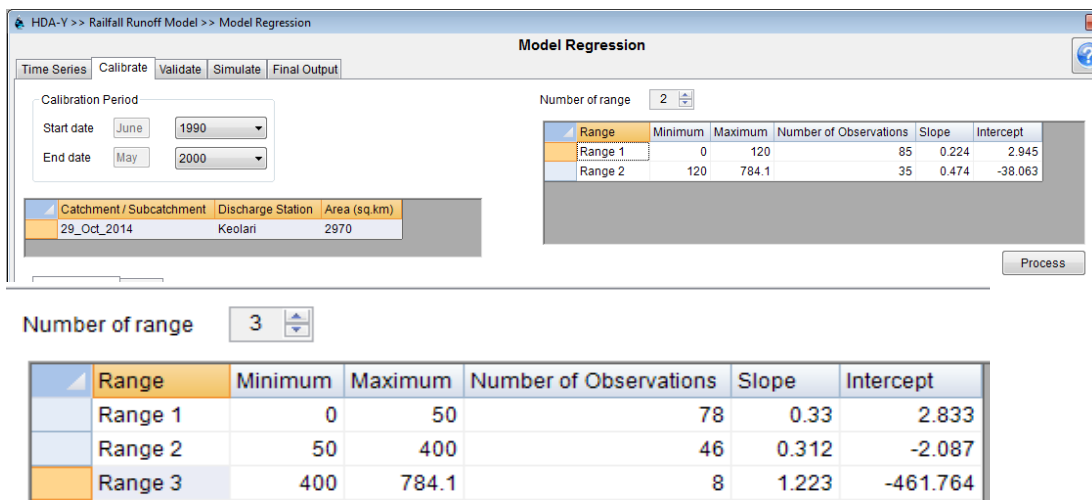 HDA-Y >> Railfall Runoff Model >> Model Regression
Model Regression
Time Series Calibrate Validate Simulate Final Output
Calibration Period
Start date June 1990
End date May 2000
Number of range 2
Range Minimum Maximum Number of Observations Slope Intercept
Range 1 0 120 85 0.224 2.945
Range 2 120 784.1 35 0.474 -38.063
Catchment / Subcatchment Discharge Station Area (sq.km)
29_Oct_2014 Keolari 2970
Process
Number of range 3
Range Minimum Maximum Number of Observations Slope Intercept
Range 1 0 50 78 0.33 2.833
Range 2 50 400 46 0.312 -2.087
Range 3 400 784.1 8 1.223 -461.764